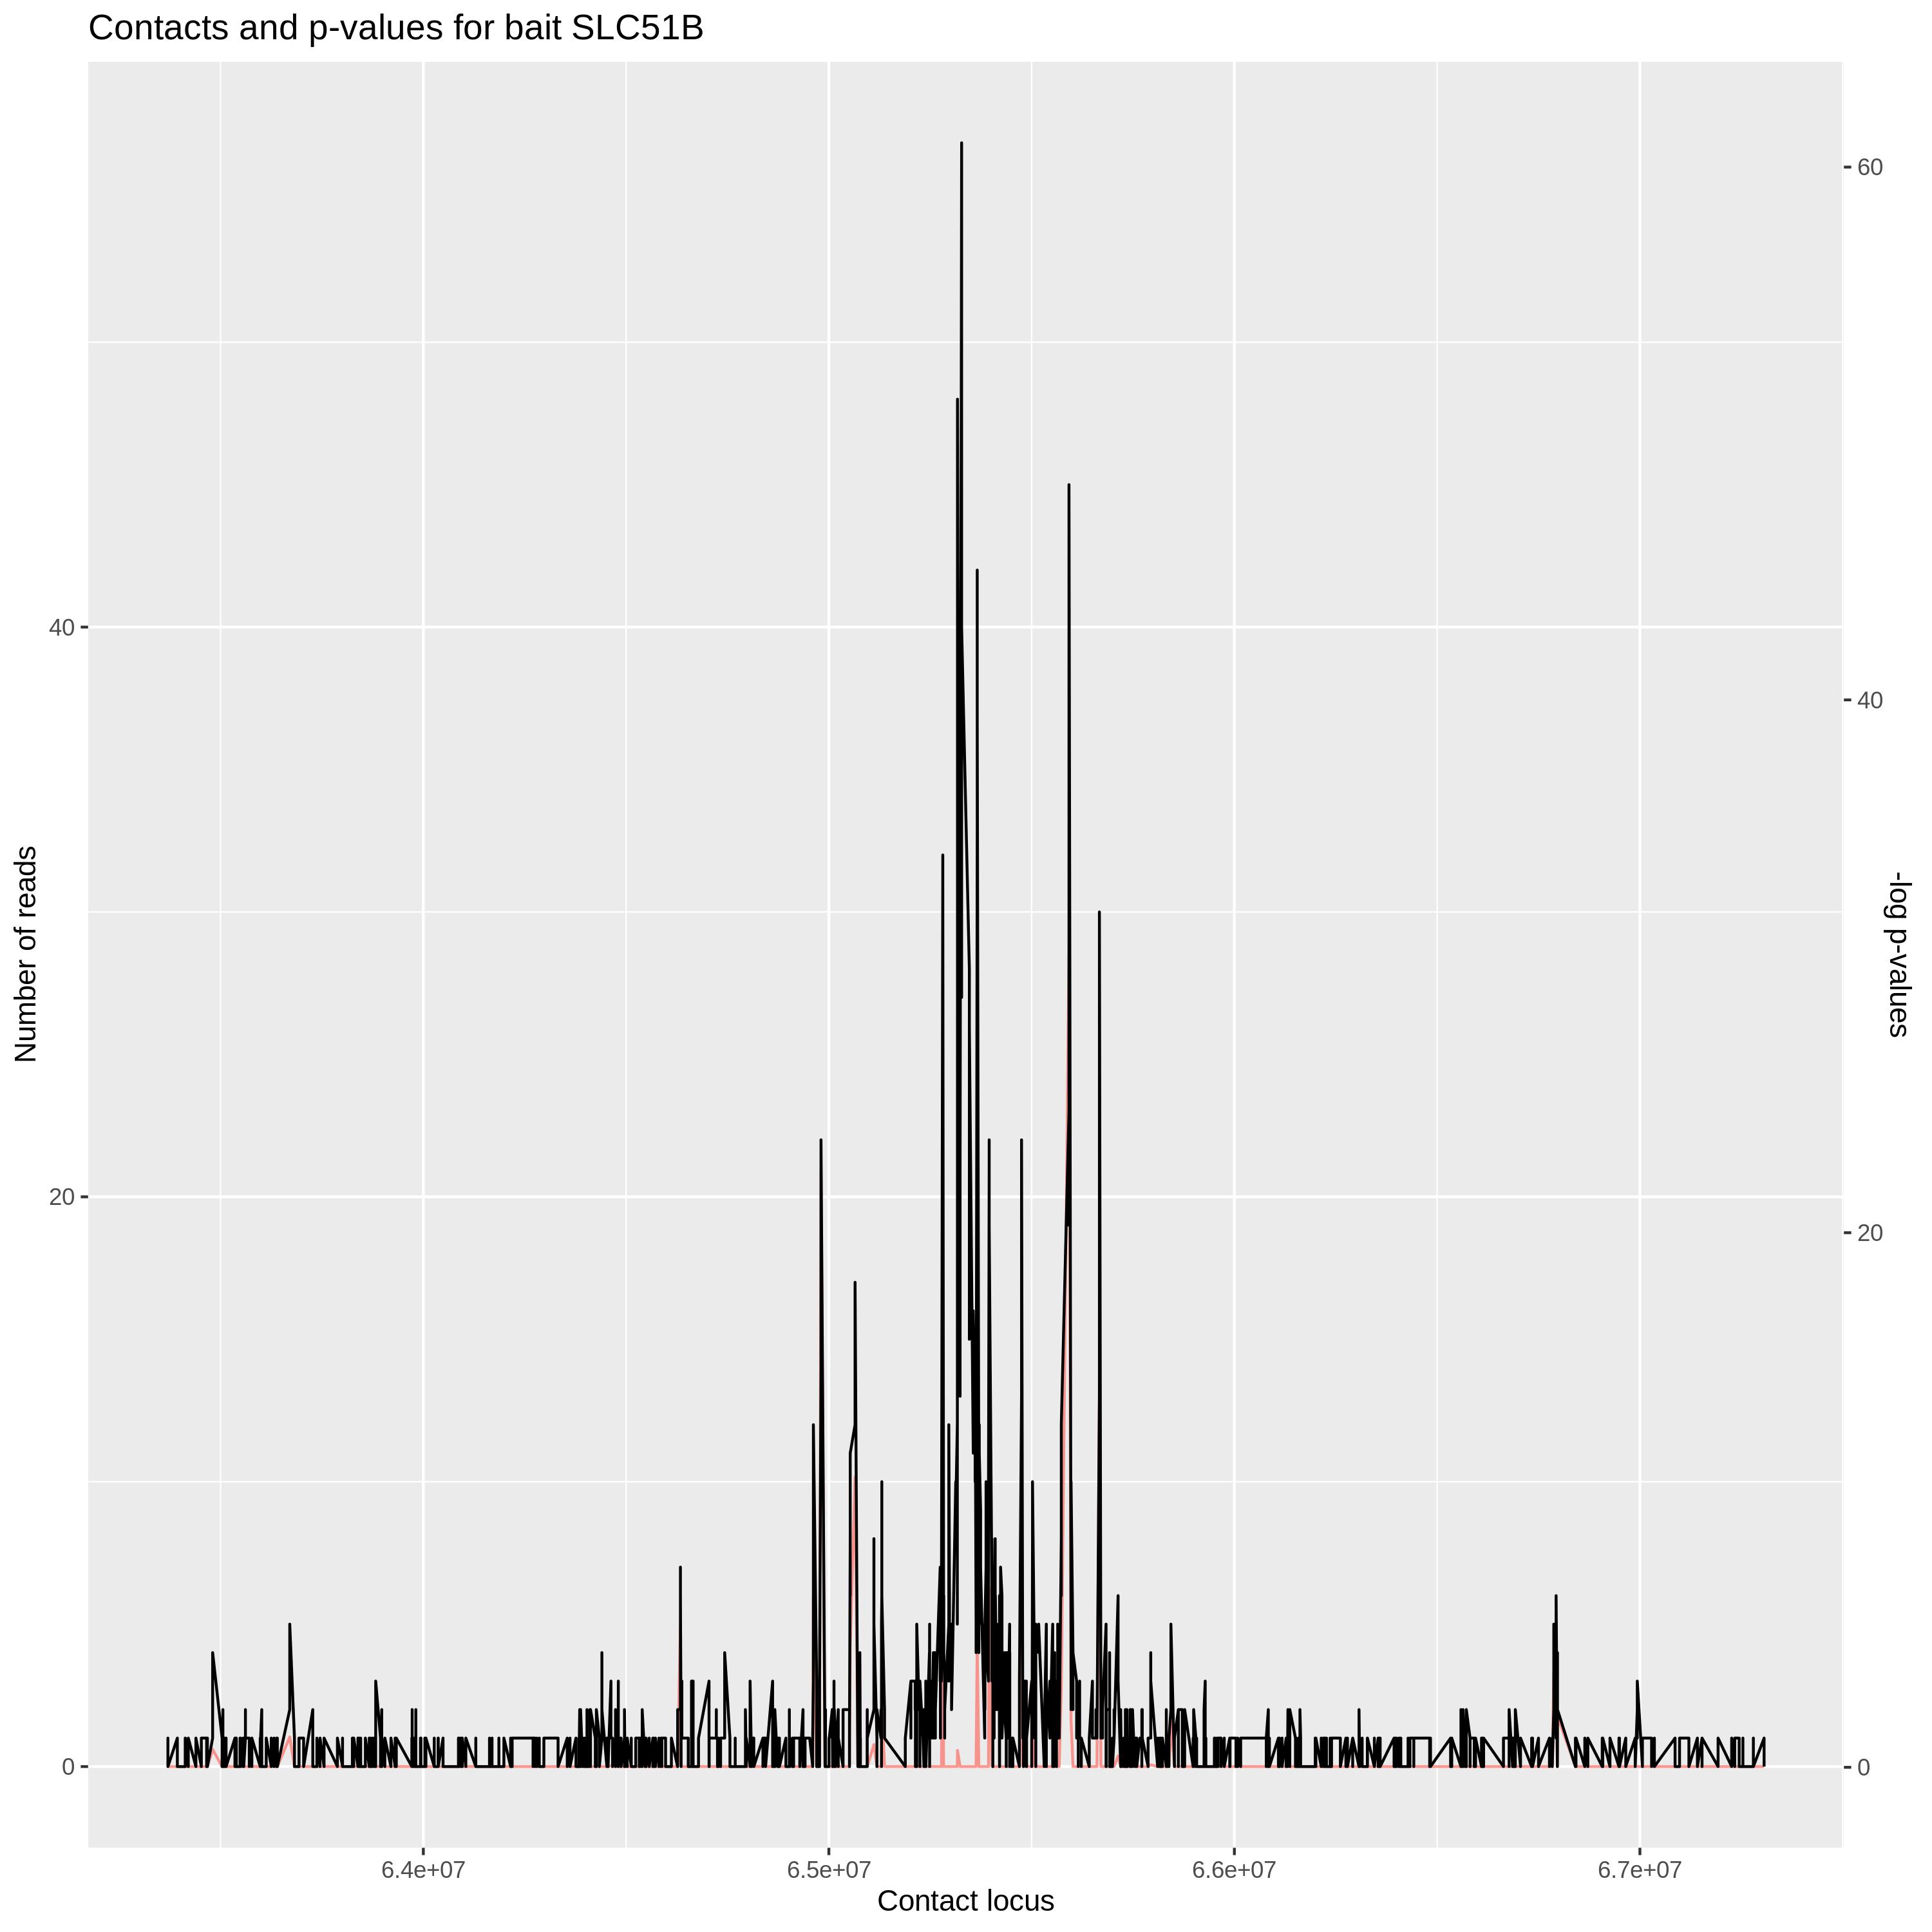 Contacts and p-values for bait SLC51B
Number of reads
40
20
0
60
40
20
0
-log p-values
6.4e+07 6.5e+07 6.6e+07 6.7e+07
Contact locus